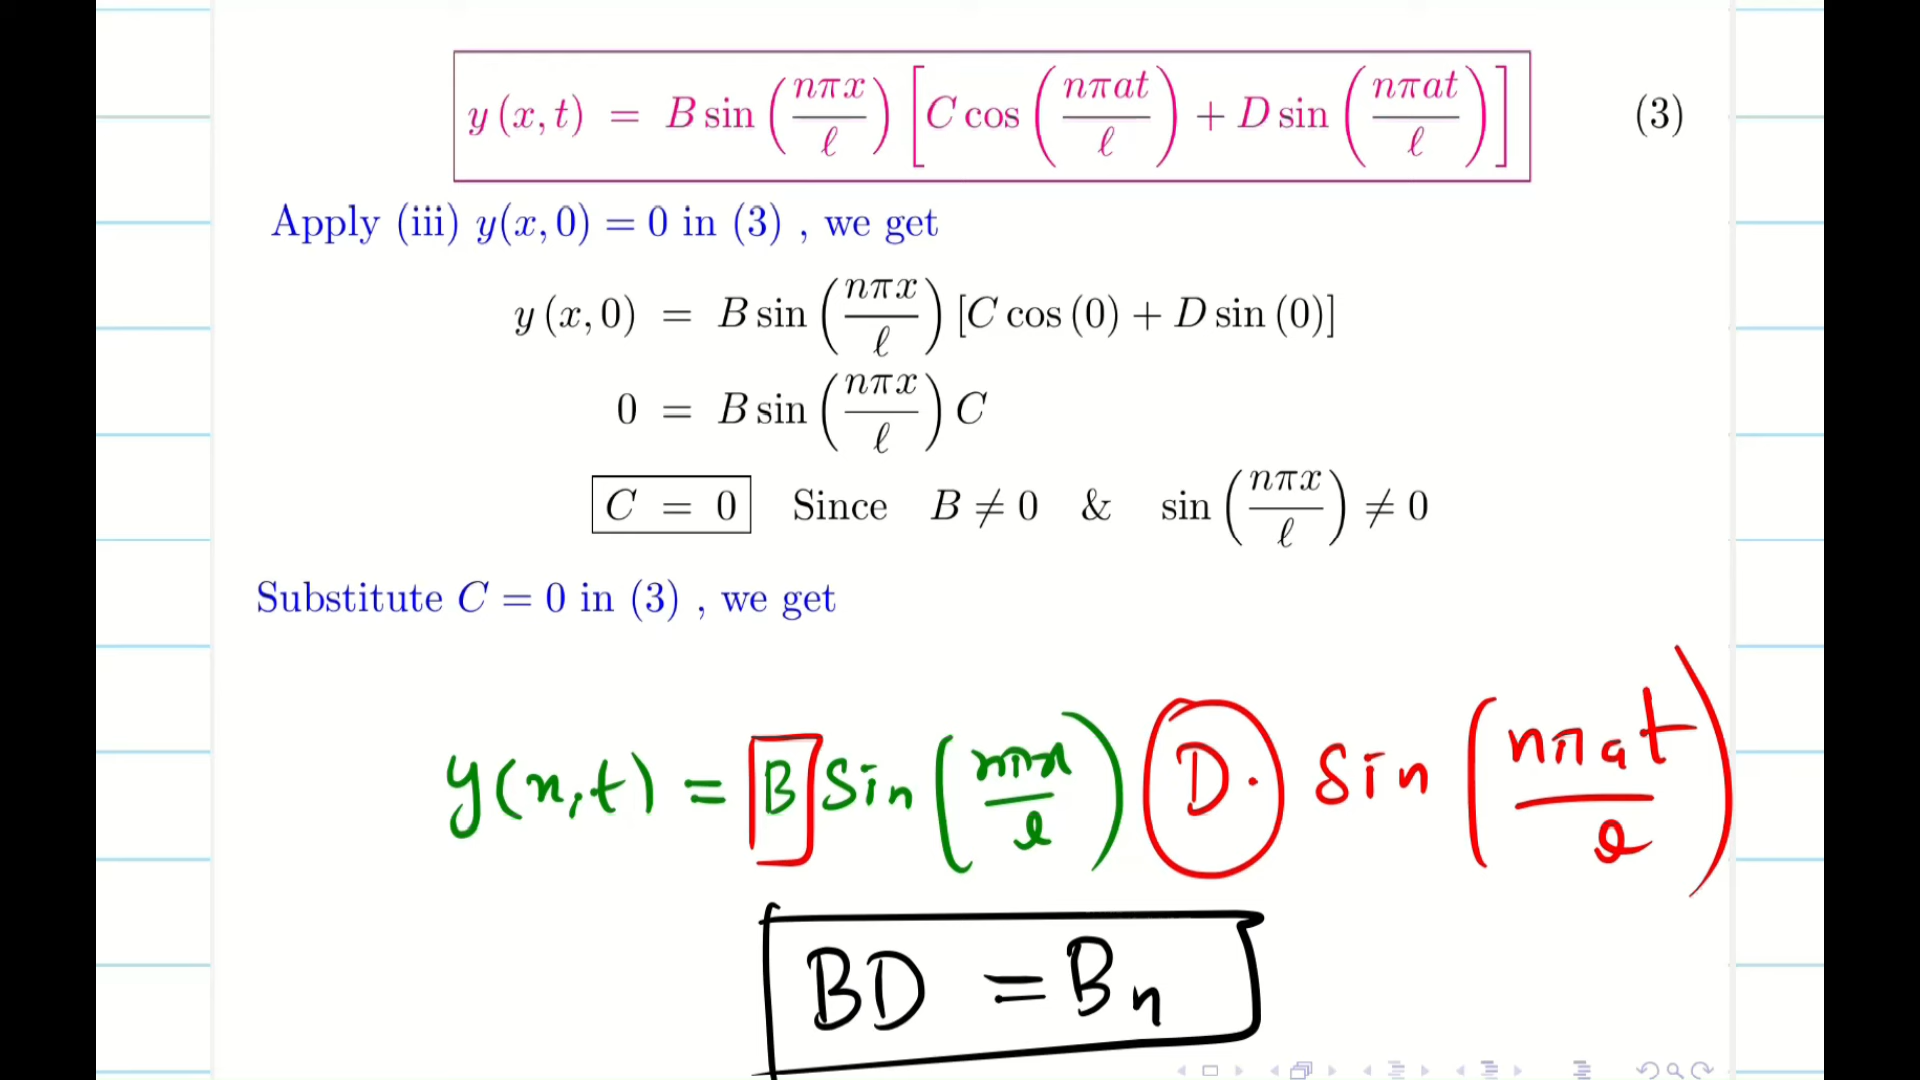 y (x, t) = B sin (nπx/ℓ) [C cos (nπat/ℓ) + D sin (nπat/ℓ)] (3)
Apply (iii) y(x, 0) = 0 in (3) , we get
y (x, 0) = B sin (nπx/ℓ) [C cos (0) + D sin (0)]
0 = B sin (nπx/ℓ) C
C = 0 Since B ≠ 0 & sin (nπx/ℓ) ≠ 0
Substitute C = 0 in (3) , we get
y(x,t) = B Sin (nπx/ℓ) D · Sin (nπat/ℓ)
BD = Bₙ